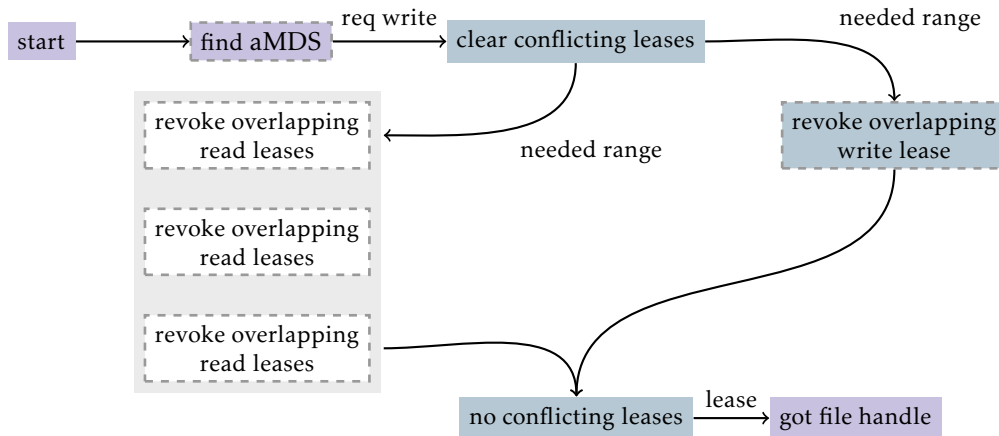 start
find aMDS
req write
clear conflicting leases
needed range
revoke overlapping
read leases
needed range
revoke overlapping
write lease
revoke overlapping
read leases
revoke overlapping
read leases
no conflicting leases
lease
got file handle